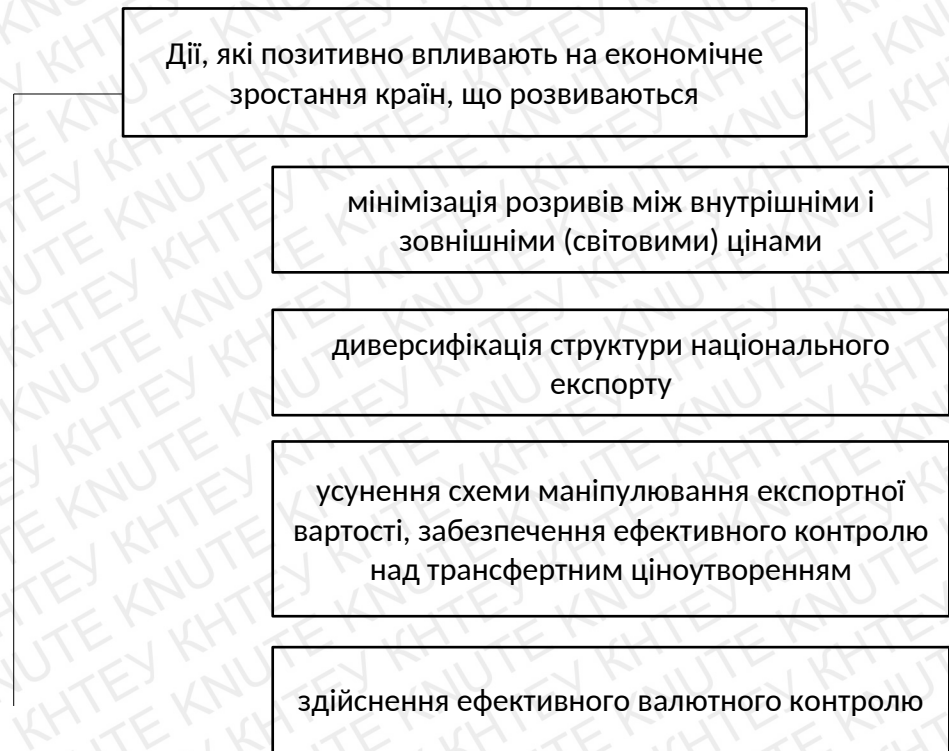 Дії, які позитивно впливають на економічне
зростання країн, що розвиваються
мінімізація розривів між внутрішніми і
зовнішніми (світовими) цінами
диверсифікація структури національного
експорту
усунення схеми маніпулювання експортної
вартості, забезпечення ефективного контролю
над трансфертним ціноутворенням
здійснення ефективного валютного контролю